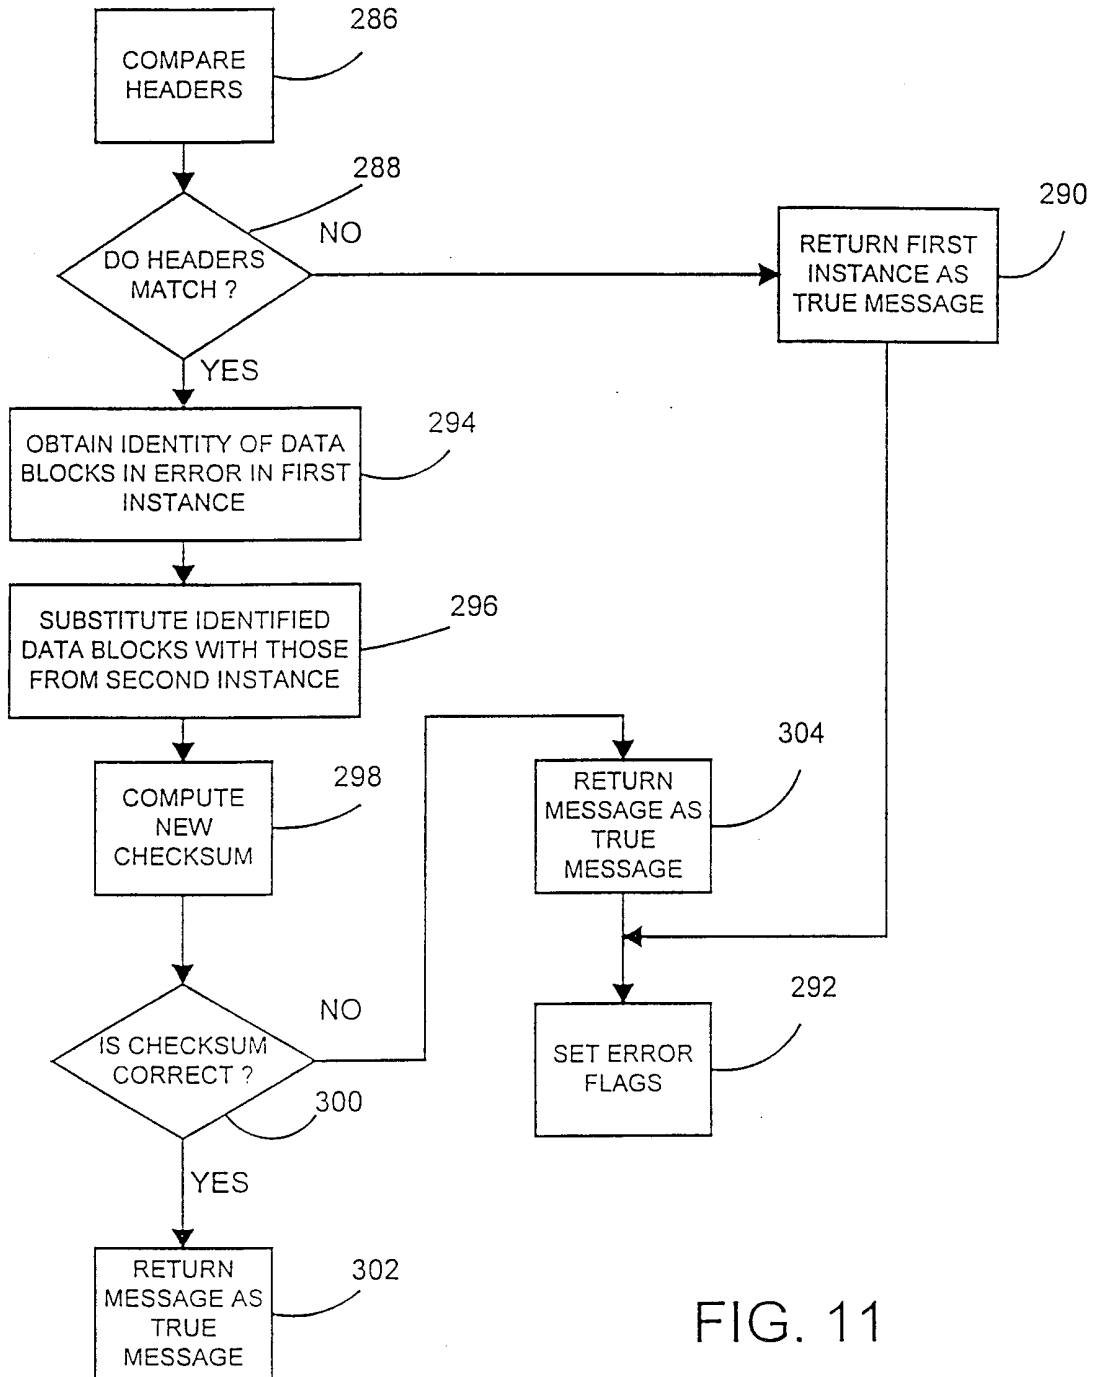 286
COMPARE
HEADERS
288
NO
DO HEADERS
MATCH ?
290
RETURN FIRST
INSTANCE AS
TRUE MESSAGE
YES
294
OBTAIN IDENTITY OF DATA
BLOCKS IN ERROR IN FIRST
INSTANCE
296
SUBSTITUTE IDENTIFIED
DATA BLOCKS WITH THOSE
FROM SECOND INSTANCE
298
COMPUTE
NEW
CHECKSUM
304
RETURN
MESSAGE AS
TRUE
MESSAGE
NO
IS CHECKSUM
CORRECT ?
300
292
SET ERROR
FLAGS
YES
302
RETURN
MESSAGE AS
TRUE
MESSAGE
FIG. 11